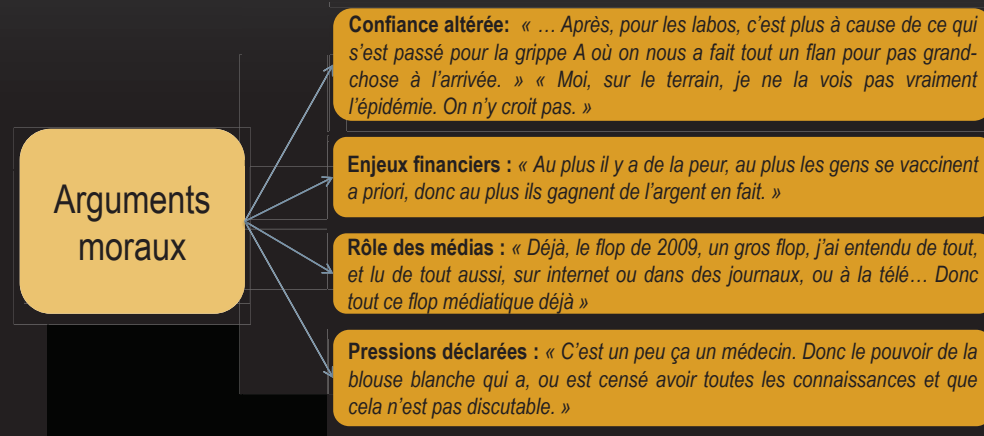 Arguments
moraux
Confiance altérée: « … Après, pour les labos, c'est plus à cause de ce qui
s'est passé pour la grippe A où on nous a fait tout un flan pour pas grand-
chose à l'arrivée. » « Moi, sur le terrain, je ne la vois pas vraiment
l'épidémie. On n'y croit pas. »
Enjeux financiers : « Au plus il y a de la peur, au plus les gens se vaccinent
a priori, donc au plus ils gagnent de l'argent en fait. »
Rôle des médias : « Déjà, le flop de 2009, un gros flop, j'ai entendu de tout,
et lu de tout aussi, sur internet ou dans des journaux, ou à la télé… Donc
tout ce flop médiatique déjà »
Pressions déclarées : « C'est un peu ça un médecin. Donc le pouvoir de la
blouse blanche qui a, ou est censé avoir toutes les connaissances et que
cela n'est pas discutable. »